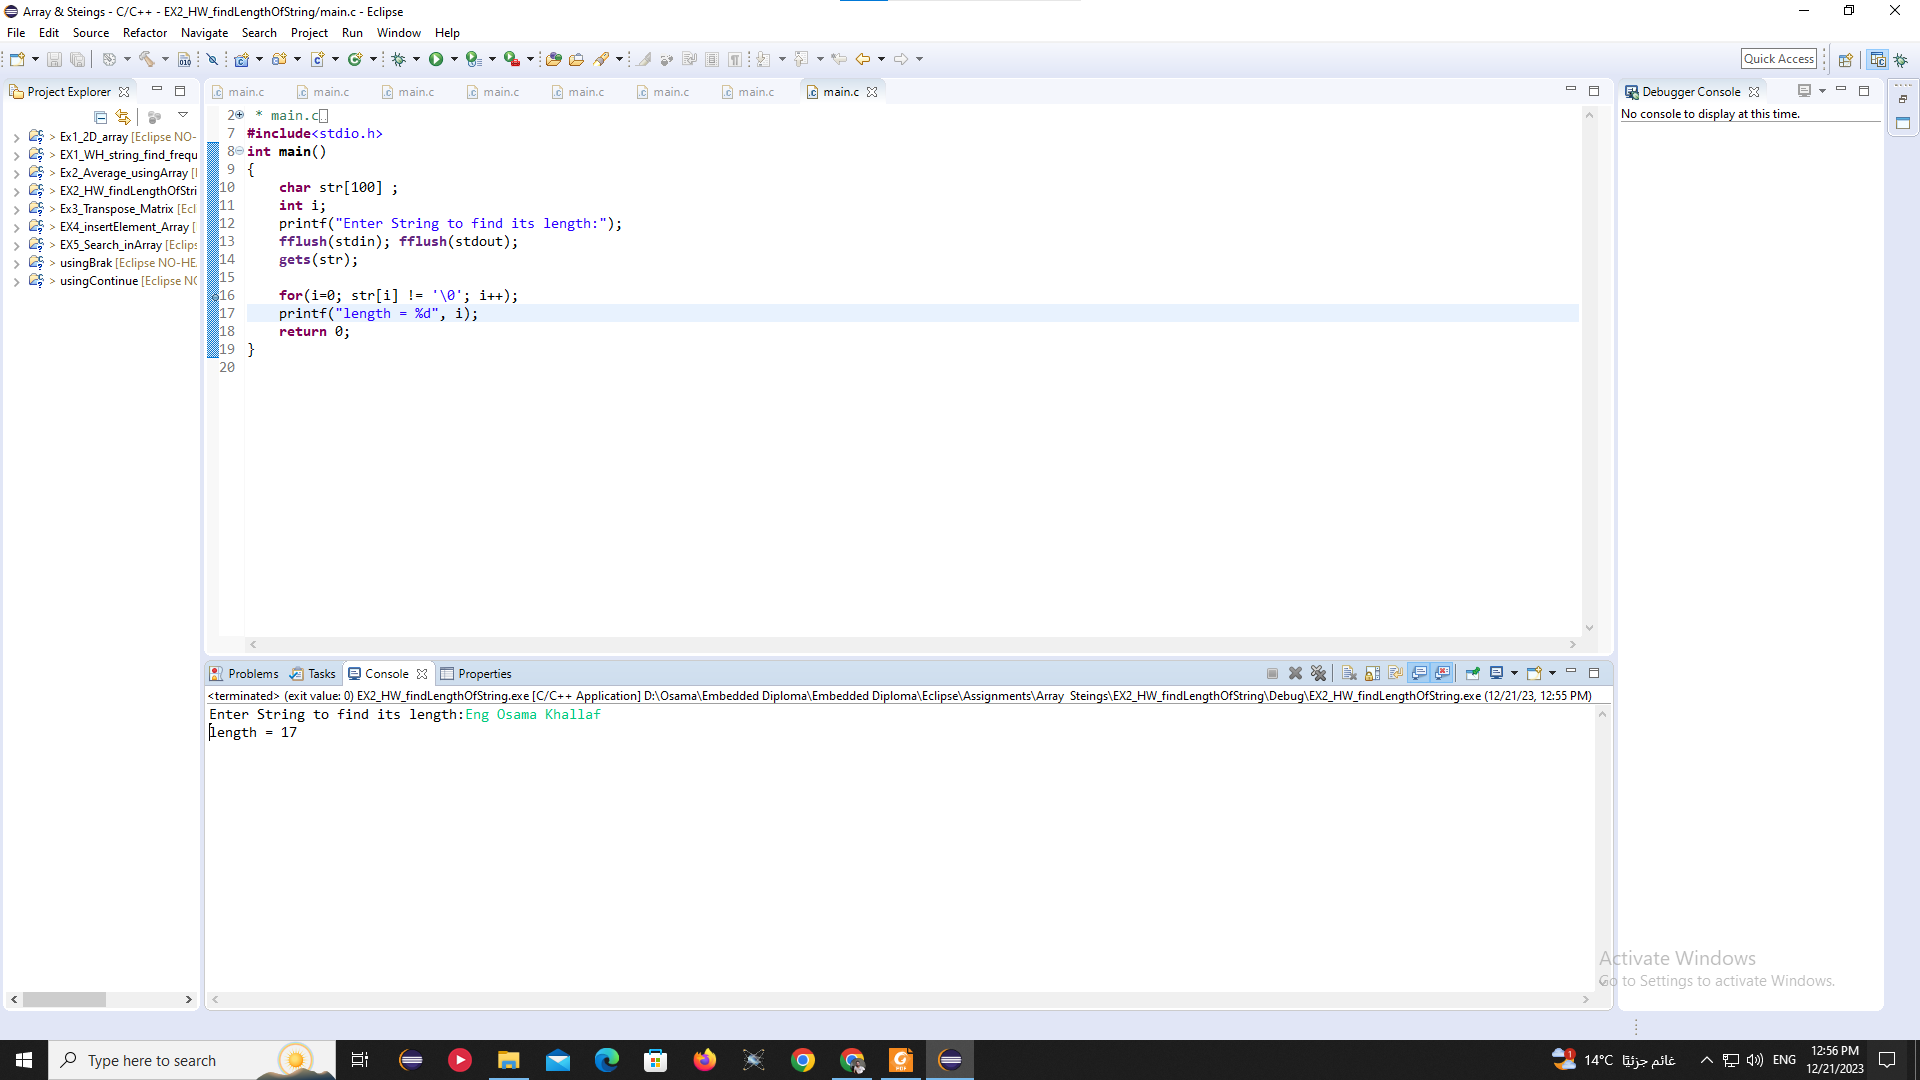 Array & Steings - C/C++ - EX2_HW_findLengthOfString/main.c - Eclipse
File Edit Source Refactor Navigate Search Project Run Window Help
Quick Access
Project Explorer
main.c main.c main.c main.c main.c main.c main.c main.c
Debugger Console
No console to display at this time.
> Ex1_2D_array [Eclipse NO-
> EX1_WH_string_find_frequ
> Ex2_Average_usingArray [
> EX2_HW_findLengthOfStri
> Ex3_Transpose_Matrix [Ecl
> EX4_insertElement_Array [
> EX5_Search_inArray [Eclips
> usingBrak [Eclipse NO-HE
> usingContinue [Eclipse NO
2 * main.c
7 #include<stdio.h>
8 int main()
9 {
10 char str[100] ;
11 int i;
12 printf("Enter String to find its length:");
13 fflush(stdin); fflush(stdout);
14 gets(str);
15
16 for(i=0; str[i] != '\0'; i++);
17 printf("length = %d", i);
18 return 0;
19 }
20
Problems Tasks Console Properties
<terminated> (exit value: 0) EX2_HW_findLengthOfString.exe [C/C++ Application] D:\Osama\Embedded Diploma\Embedded Diploma\Eclipse\Assignments\Array Steings\EX2_HW_findLengthOfString\Debug\EX2_HW_findLengthOfString.exe (12/21/23, 12:55 PM)
Enter String to find its length:Eng Osama Khallaf
length = 17
Activate Windows
Go to Settings to activate Windows.
Type here to search
1 14°C غائم جزئيًا ENG 12:56 PM
12/21/2023